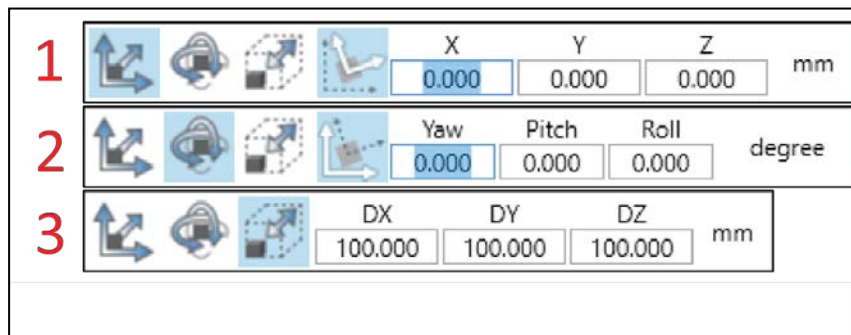 1
X Y Z
0.000 0.000 0.000 mm
2
Yaw Pitch Roll
0.000 0.000 0.000 degree
3
DX DY DZ
100.000 100.000 100.000 mm